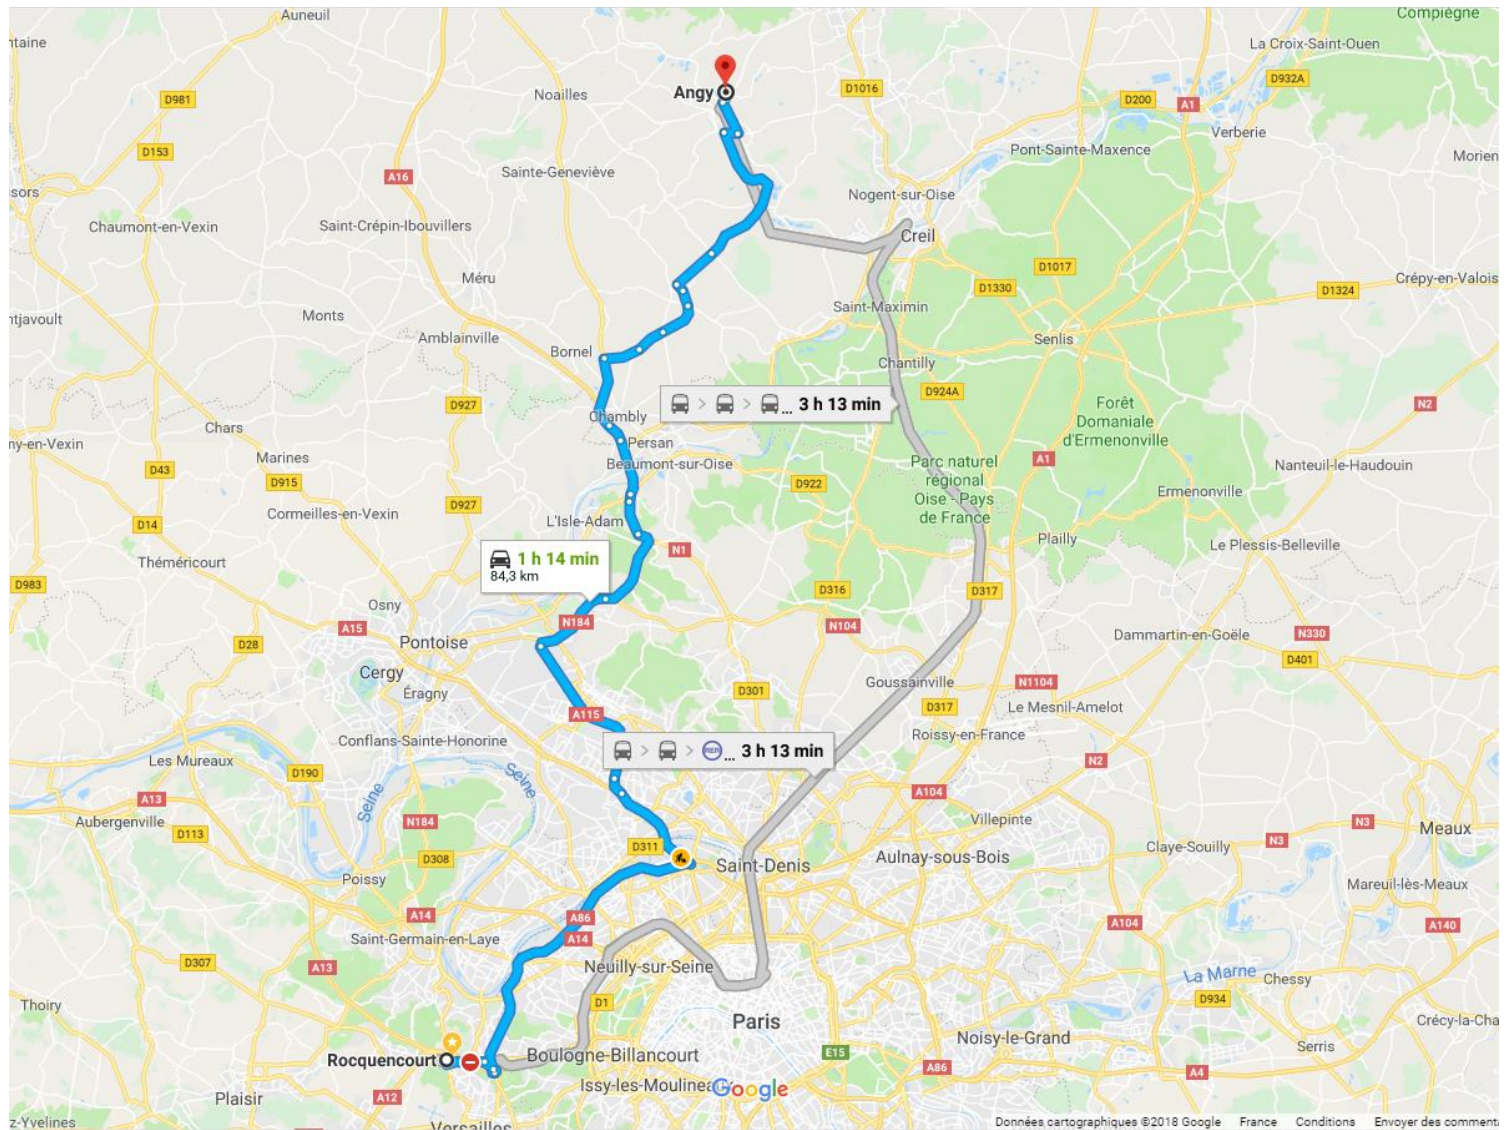 Auneuil
Compiègne
ntaine
La Croix-Saint-Ouen
D932A
Noailles
Angy
D1016
D981
D200
A1
Verberie
D153
Pont-Sainte-Maxence
Morien
A16
Sainte-Geneviève
sors
Nogent-sur-Oise
Chaumont-en-Vexin
Saint-Crépin-Ibouvillers
Creil
D1017
Méru
Crépy-en-Valois
D1330
D1324
Saint-Maximin
ntjavoult
Monts
Amblainville
Senlis
Bornel
Chantilly
D924A
3 h 13 min
D927
Forêt
Domaniale
d'Ermenonville
N2
Chambly
Chars
ny-en-Vexin
Persan
Marines
Beaumont-sur-Oise
Parc naturel
régional
Oise - Pays
de France
A1
Nanteuil-le-Haudouin
D43
D915
D922
Ermenonville
D927
Cormeilles-en-Vexin
L'Isle-Adam
D14
Plailly
Le Plessis-Belleville
N1
1 h 14 min
84,3 km
Théméricourt
D983
D316
D317
Osny
N184
A15
N104
Pontoise
Dammartin-en-Goële
N330
D28
D401
Cergy
Éragny
Goussainville
N1104
D301
D317
Le Mesnil-Amelot
A115
Roissy-en-France
Conflans-Sainte-Honorine
3 h 13 min
RER
Les Mureaux
N2
D190
Seine
Seine
A13
A104
Aubergenville
D113
N184
Villepinte
N3
Meaux
N3
Claye-Souilly
D311
D308
Saint-Denis
Aulnay-sous-Bois
Poissy
Mareuil-lès-Meaux
A14
A86
A104
A140
Saint-Germain-en-Laye
A14
D307
A13
Neuilly-sur-Seine
La Marne
Chessy
Thoiry
D1
D934
Paris
Crécy-la-Cha
Noisy-le-Grand
Serris
Rocquencourt
Boulogne-Billancourt
E15
A86
A4
Issy-les-Moulineau
Google
Plaisir
A12
z-Yvelines
Versailles
Données cartographiques ©2018 Google France Conditions Envoyer des commenta